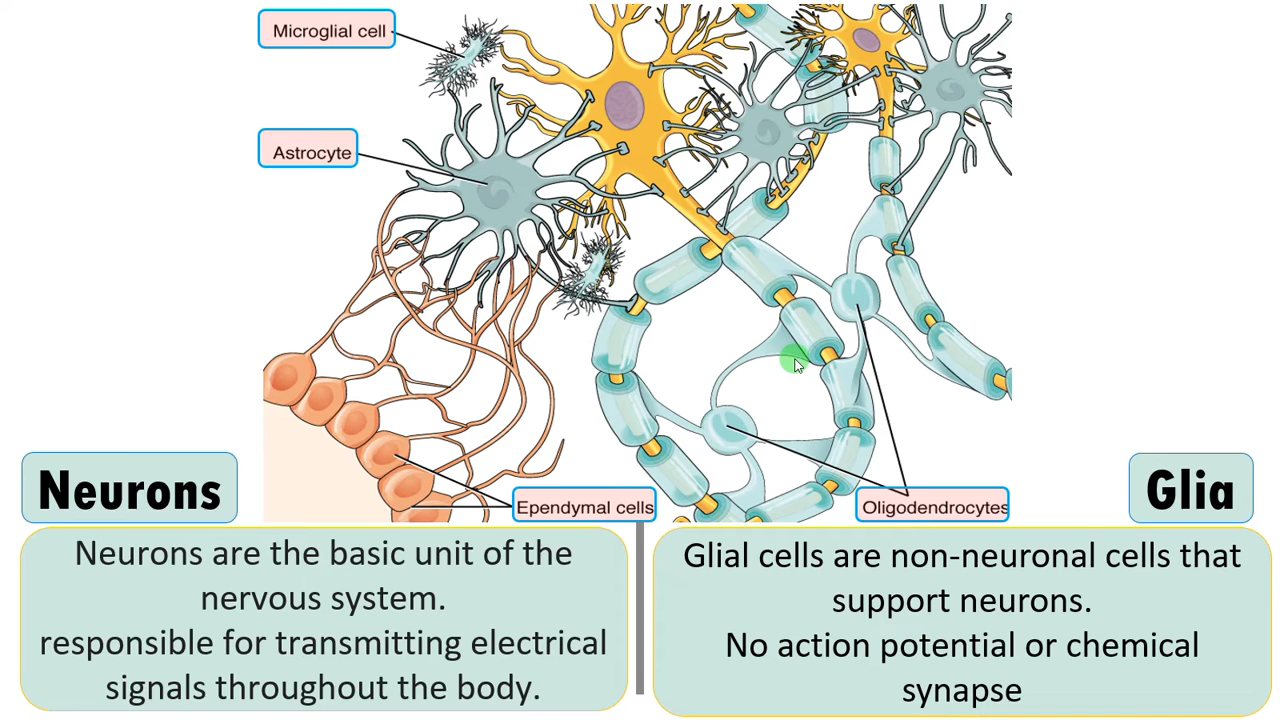 Microglial cell
Astrocyte
Ependymal cells
Oligodendrocytes
Neurons
Glia
Neurons are the basic unit of the
nervous system.
responsible for transmitting electrical
signals throughout the body.
Glial cells are non-neuronal cells that
support neurons.
No action potential or chemical
synapse